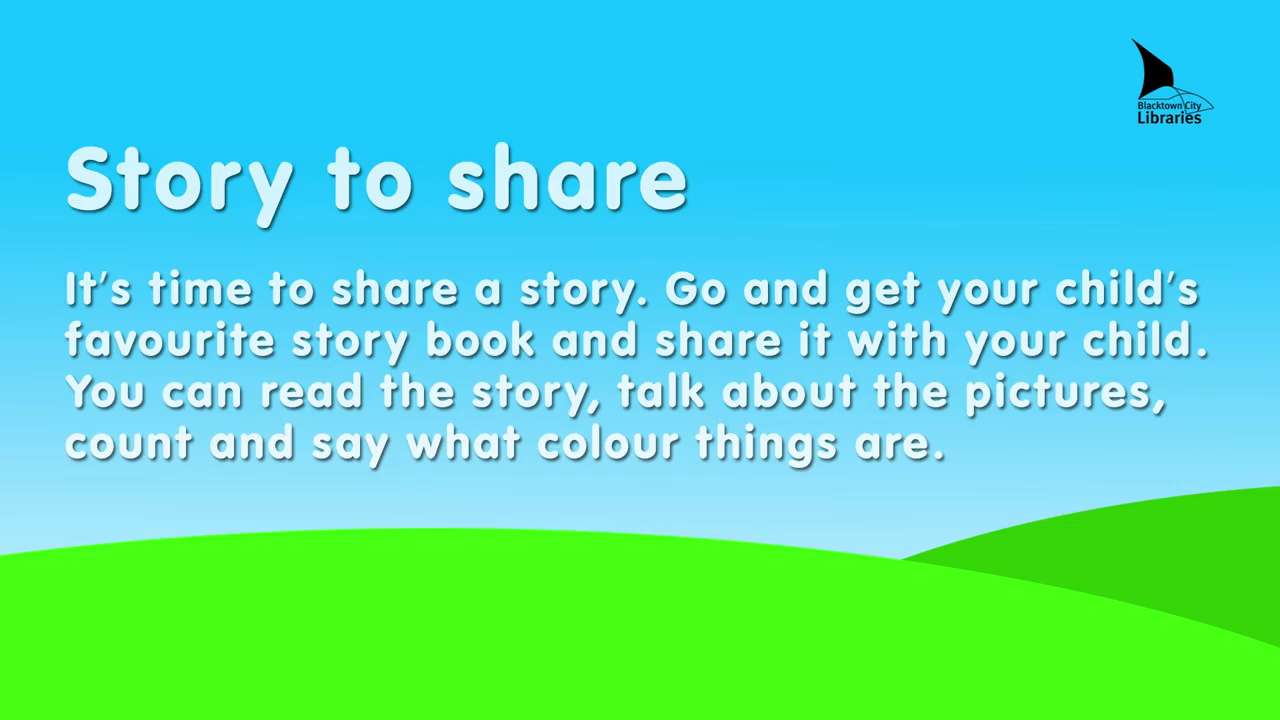 Blacktown City
Libraries
Story to share
It's time to share a story. Go and get your child's
favourite story book and share it with your child.
You can read the story, talk about the pictures,
count and say what colour things are.